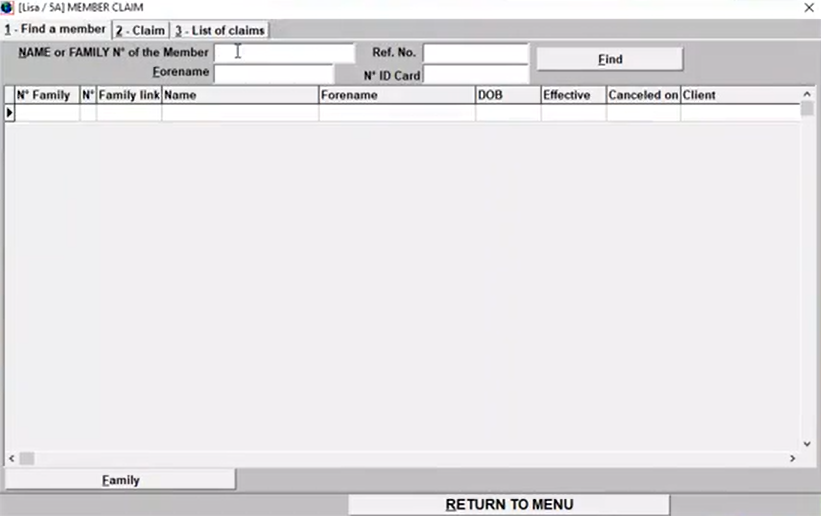 [Lisa / 5A] MEMBER CLAIM
1 - Find a member 2 - Claim 3 - List of claims
NAME or FAMILY N° of the Member Ref. No. Find
Forename N° ID Card
N° Family N° Family link Name Forename DOB Effective Canceled on Client
Family
RETURN TO MENU